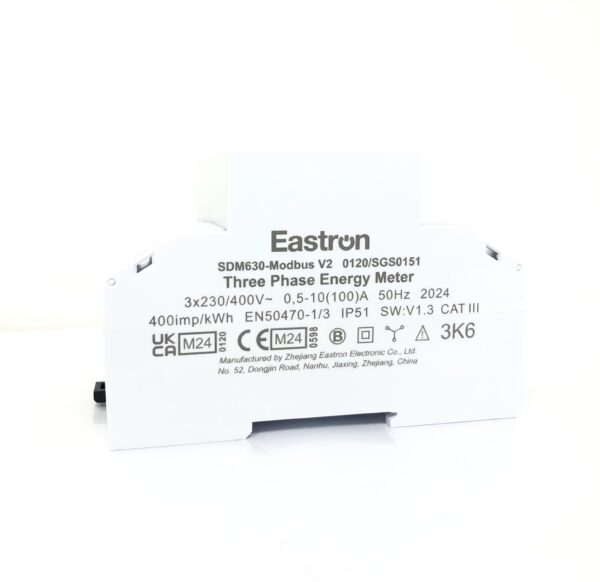 Eastron
SDM630-Modbus V2 0120/SGS0151
Three Phase Energy Meter
3x230/400V~ 0,5-10(100)A 50Hz 2024
400imp/kWh EN50470-1/3 IP51 SW:V1.3 CAT III
UK CA M24 0120 CE M24 0598 B 3K6
Manufactured by Zhejiang Eastron Electronic Co., Ltd.
No. 52, Dongjin Road, Nanhu, Jiaxing, Zhejiang, China